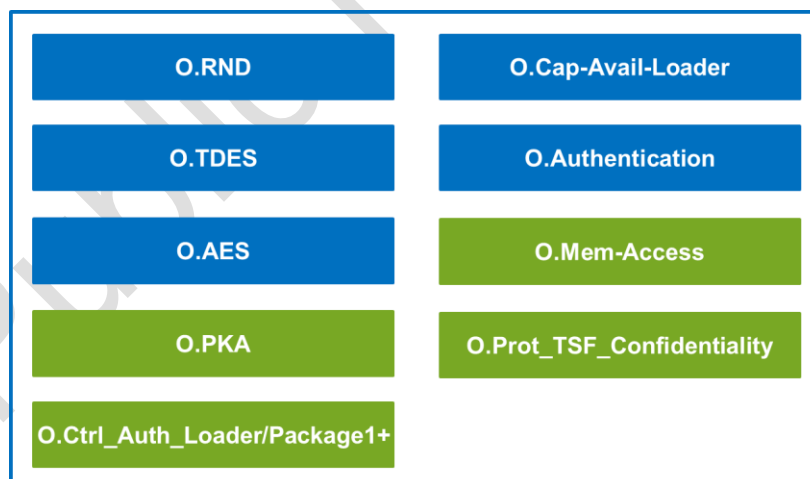 O.RND
O.Cap-Avail-Loader
O.TDES
O.Authentication
O.AES
O.Mem-Access
O.PKA
O.Prot_TSF_Confidentiality
O.Ctrl_Auth_Loader/Package1+